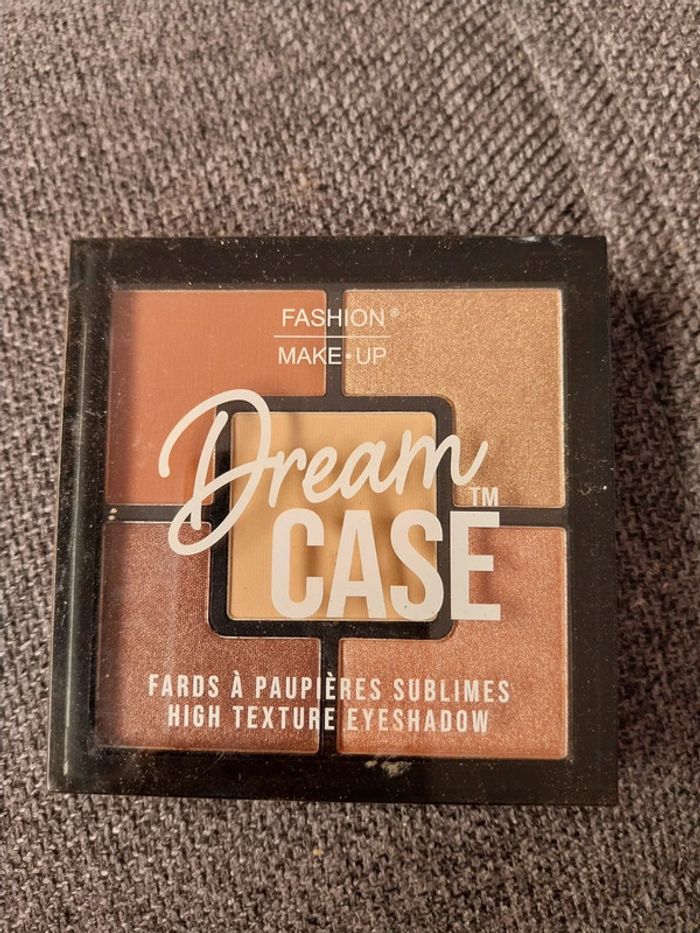 FASHION®
MAKE•UP
Dream
CASE™
FARDS À PAUPIÈRES SUBLIMES
HIGH TEXTURE EYESHADOW